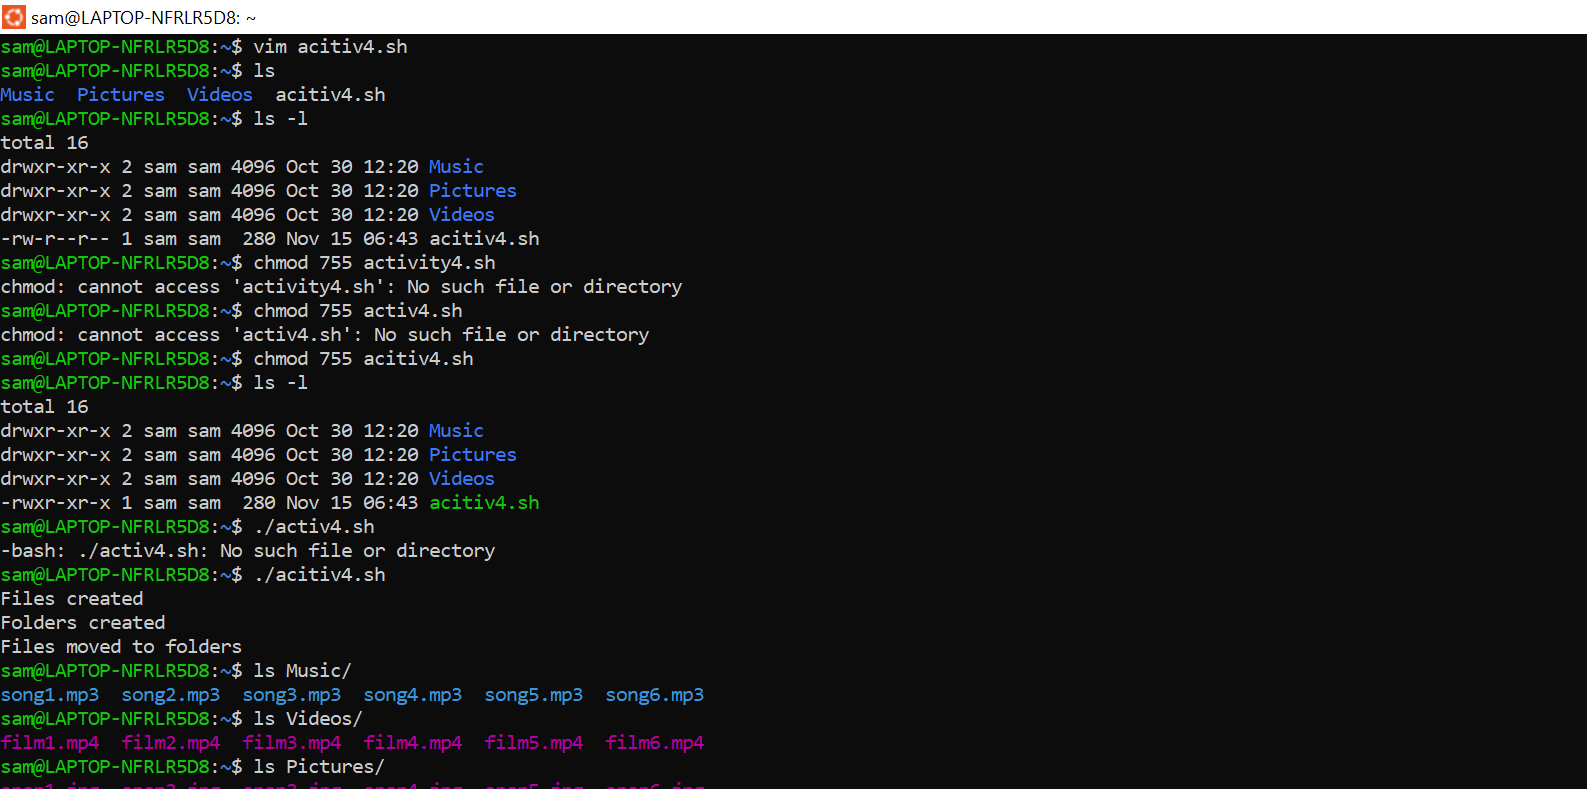 sam@LAPTOP-NFRLR5D8: ~
sam@LAPTOP-NFRLR5D8:~$ vim acitiv4.sh
sam@LAPTOP-NFRLR5D8:~$ ls
Music  Pictures  Videos  acitiv4.sh
sam@LAPTOP-NFRLR5D8:~$ ls -l
total 16
drwxr-xr-x 2 sam sam 4096 Oct 30 12:20 Music
drwxr-xr-x 2 sam sam 4096 Oct 30 12:20 Pictures
drwxr-xr-x 2 sam sam 4096 Oct 30 12:20 Videos
-rw-r--r-- 1 sam sam  280 Nov 15 06:43 acitiv4.sh
sam@LAPTOP-NFRLR5D8:~$ chmod 755 activity4.sh
chmod: cannot access 'activity4.sh': No such file or directory
sam@LAPTOP-NFRLR5D8:~$ chmod 755 activ4.sh
chmod: cannot access 'activ4.sh': No such file or directory
sam@LAPTOP-NFRLR5D8:~$ chmod 755 acitiv4.sh
sam@LAPTOP-NFRLR5D8:~$ ls -l
total 16
drwxr-xr-x 2 sam sam 4096 Oct 30 12:20 Music
drwxr-xr-x 2 sam sam 4096 Oct 30 12:20 Pictures
drwxr-xr-x 2 sam sam 4096 Oct 30 12:20 Videos
-rwxr-xr-x 1 sam sam  280 Nov 15 06:43 acitiv4.sh
sam@LAPTOP-NFRLR5D8:~$ ./activ4.sh
-bash: ./activ4.sh: No such file or directory
sam@LAPTOP-NFRLR5D8:~$ ./acitiv4.sh
Files created
Folders created
Files moved to folders
sam@LAPTOP-NFRLR5D8:~$ ls Music/
song1.mp3  song2.mp3  song3.mp3  song4.mp3  song5.mp3  song6.mp3
sam@LAPTOP-NFRLR5D8:~$ ls Videos/
film1.mp4  film2.mp4  film3.mp4  film4.mp4  film5.mp4  film6.mp4
sam@LAPTOP-NFRLR5D8:~$ ls Pictures/